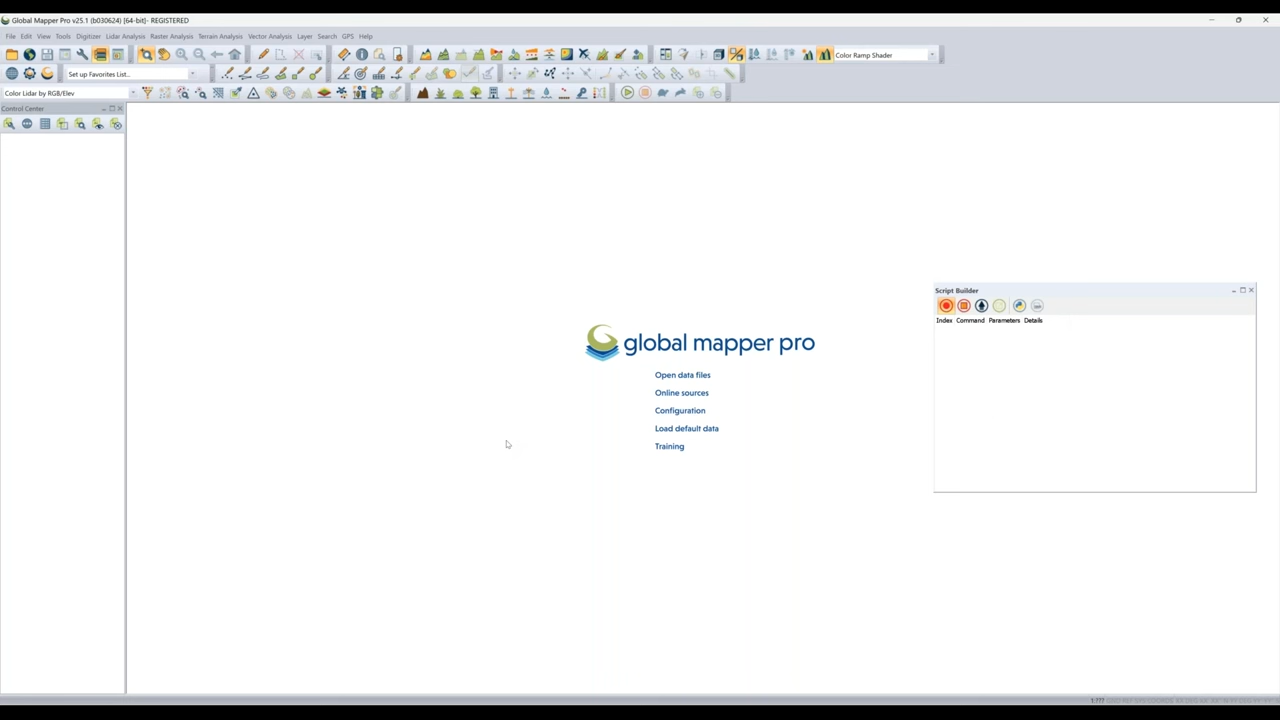 Global Mapper Pro v25.1 (b030624) [64-bit]- REGISTERED
File Edit View Tools Digitizer Lidar Analysis Raster Analysis Terrain Analysis Vector Analysis Layer Search GPS Help
Color Ramp Shader
Set up Favorites List...
Color Lidar by RGB/Elev
Control Center
Script Builder
Index Command Parameters Details
global mapper pro
Open data files
Online sources
Configuration
Load default data
Training
1:???